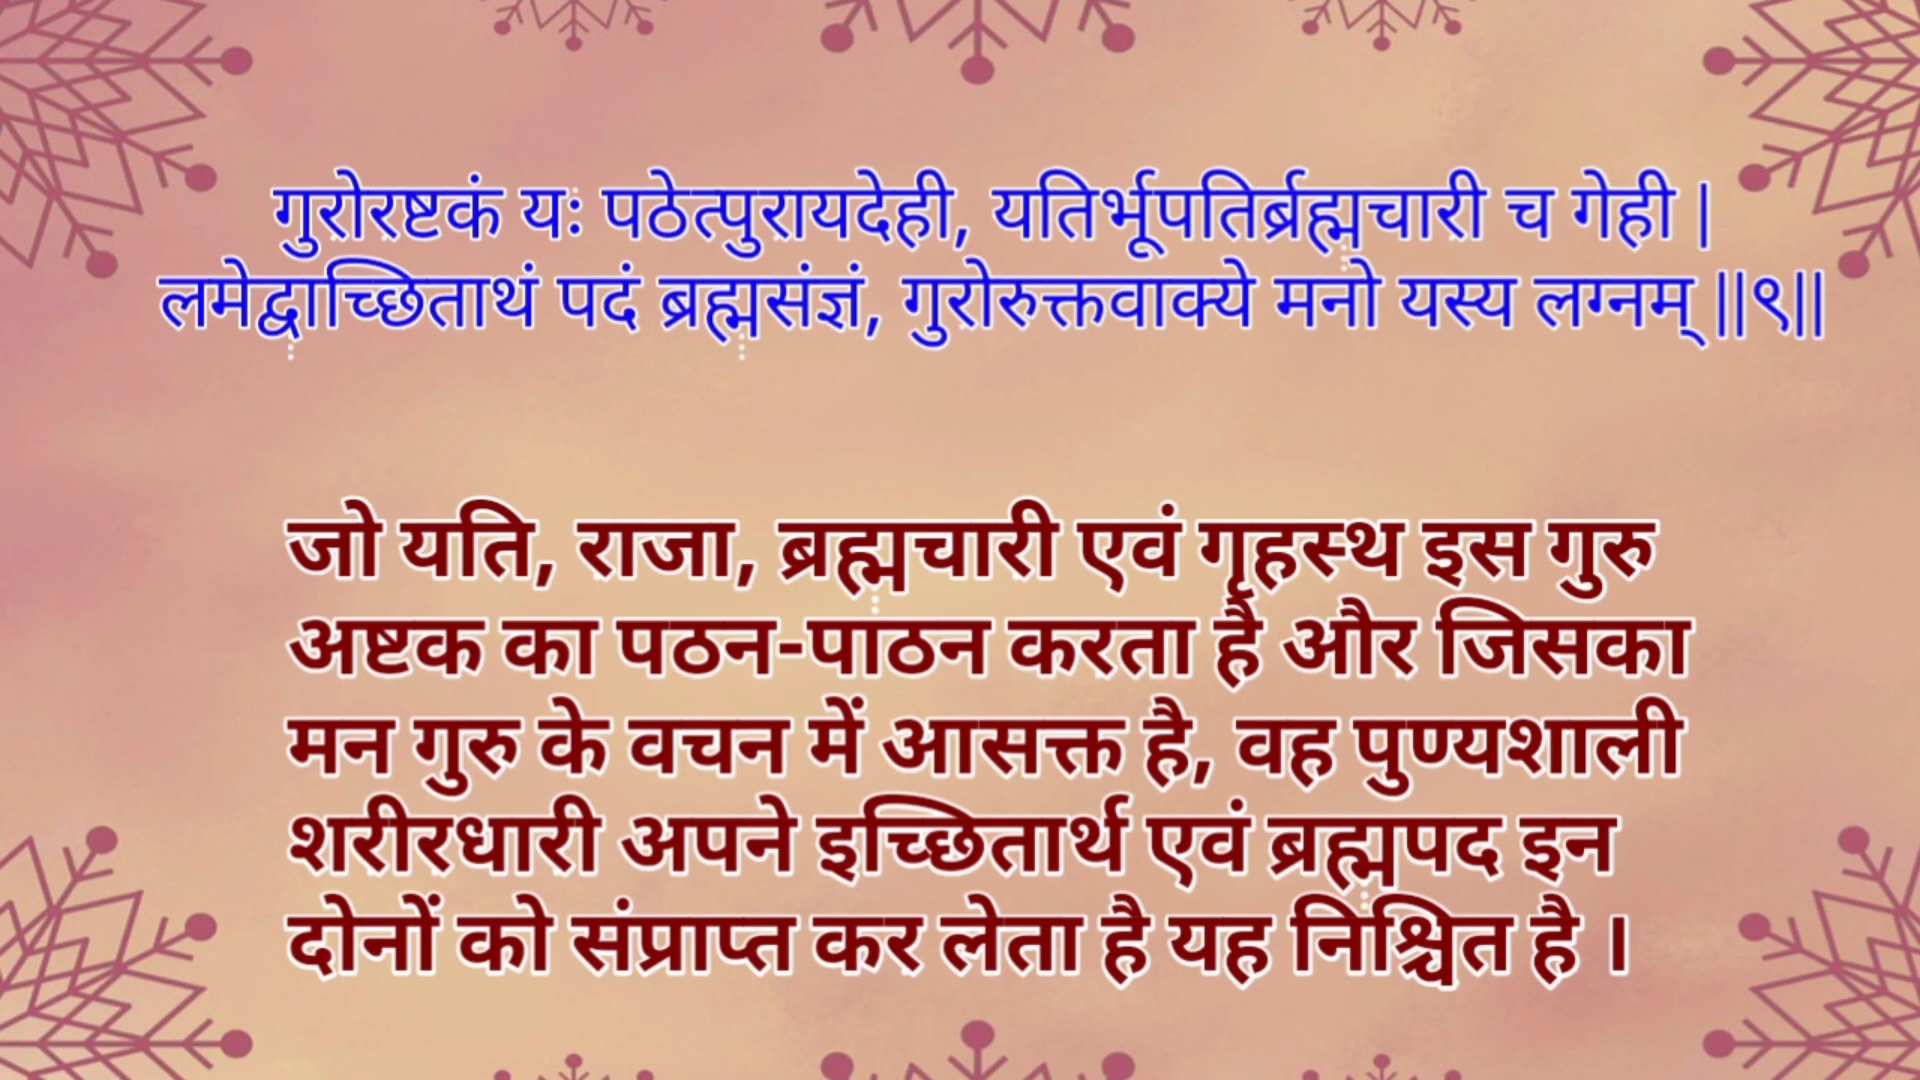 गुरोरष्टकं यः पठेत्पुरायदेही, यतिर्भूपतिर्ब्रह्मचारी च गेही |
लमेद्वाच्छिताथं पदं ब्रह्मसंज्ञं, गुरोरुक्तवाक्ये मनो यस्य लग्नम् ||९||
जो यति, राजा, ब्रह्मचारी एवं गृहस्थ इस गुरु
अष्टक का पठन-पाठन करता है और जिसका
मन गुरु के वचन में आसक्त है, वह पुण्यशाली
शरीरधारी अपने इच्छितार्थ एवं ब्रह्मपद इन
दोनों को संप्राप्त कर लेता है यह निश्चित है ।